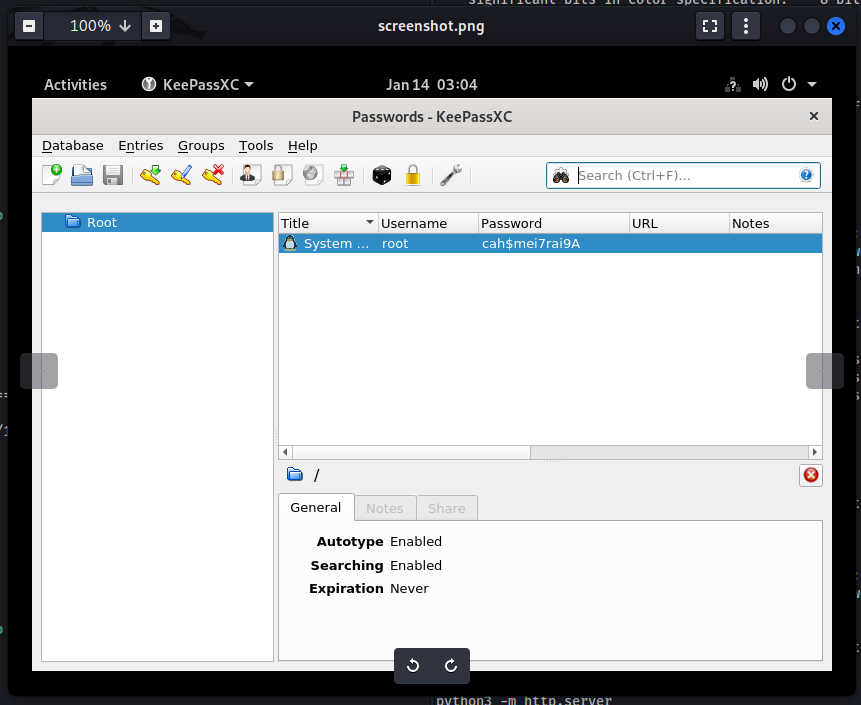 significant bits in color specification. 8 bit
100%
screenshot.png
Activities
KeePassXC
Jan 14 03:04
Passwords - KeePassXC
Database Entries Groups Tools Help
Search (Ctrl+F)...
Root
Title Username Password URL Notes
System ... root cah$mei7rai9A
/
General Notes Share
Autotype Enabled
Searching Enabled
Expiration Never
python3 -m http.server